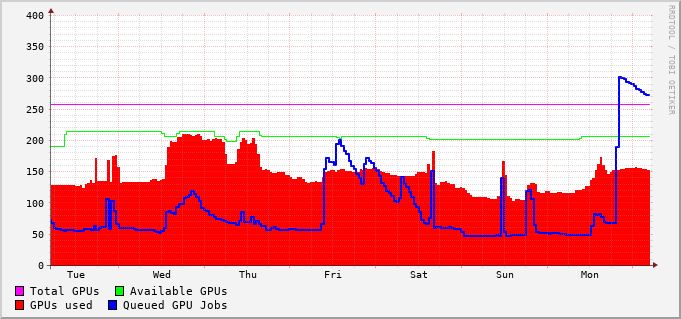 400
350
300
250
200
150
100
50
0
Tue Wed Thu Fri Sat Sun Mon
Total GPUs Available GPUs
GPUs used Queued GPU Jobs
RRDTOOL / TOBI OETIKER